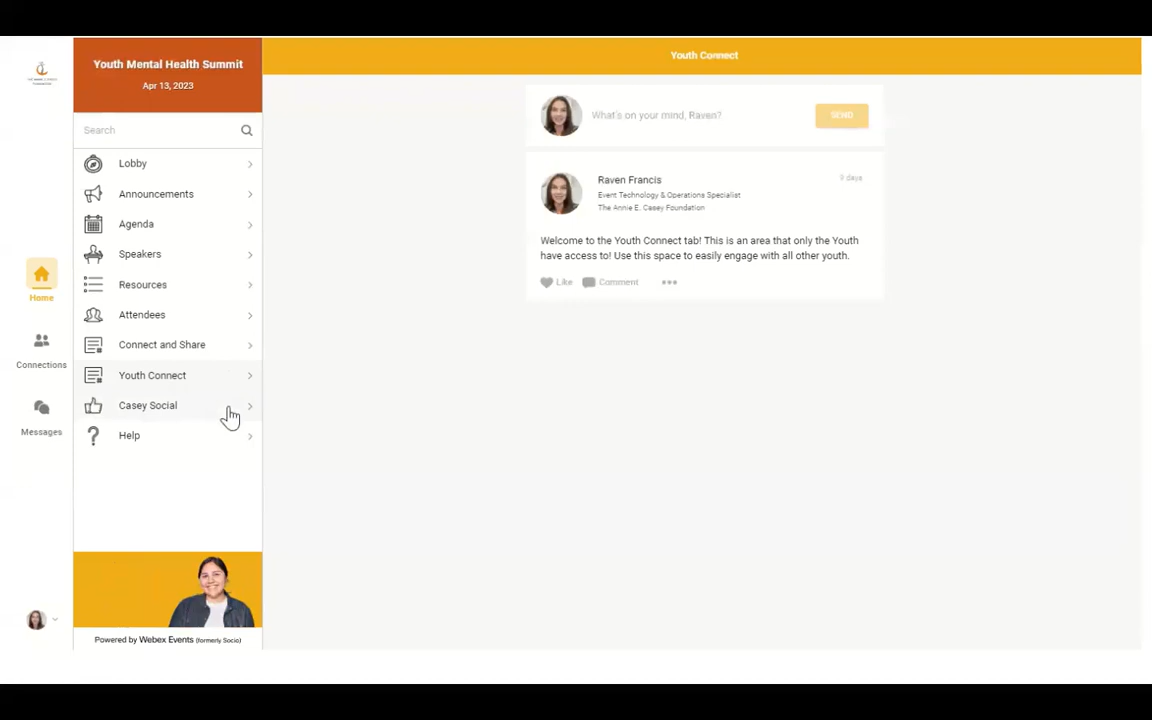 Youth Mental Health Summit
Apr 13, 2023
Search
Lobby
Announcements
Agenda
Speakers
Resources
Attendees
Connect and Share
Youth Connect
Casey Social
Help
Powered by Webex Events (formerly Socio)
Home
Connections
Messages
Youth Connect
What's on your mind, Raven?
SEND
Raven Francis
9 days
Event Technology & Operations Specialist
The Annie E. Casey Foundation
Welcome to the Youth Connect tab! This is an area that only the Youth
have access to! Use this space to easily engage with all other youth.
Like Comment